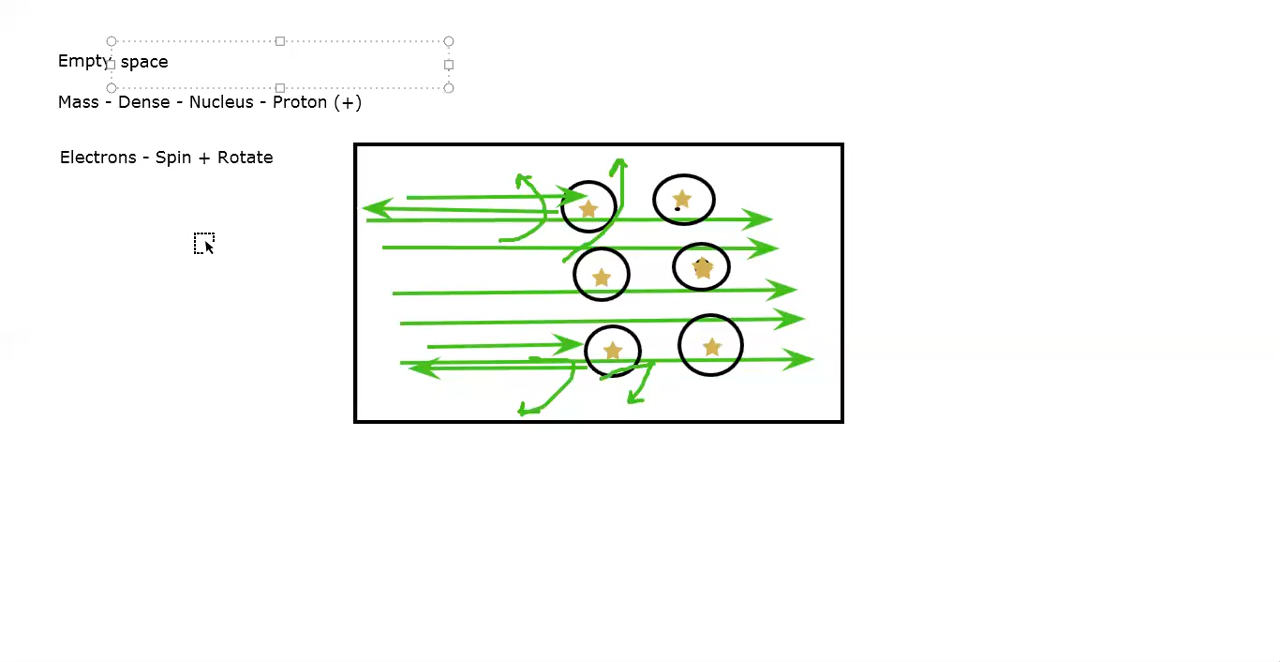 Empty space
Mass - Dense - Nucleus - Proton (+)
Electrons - Spin + Rotate